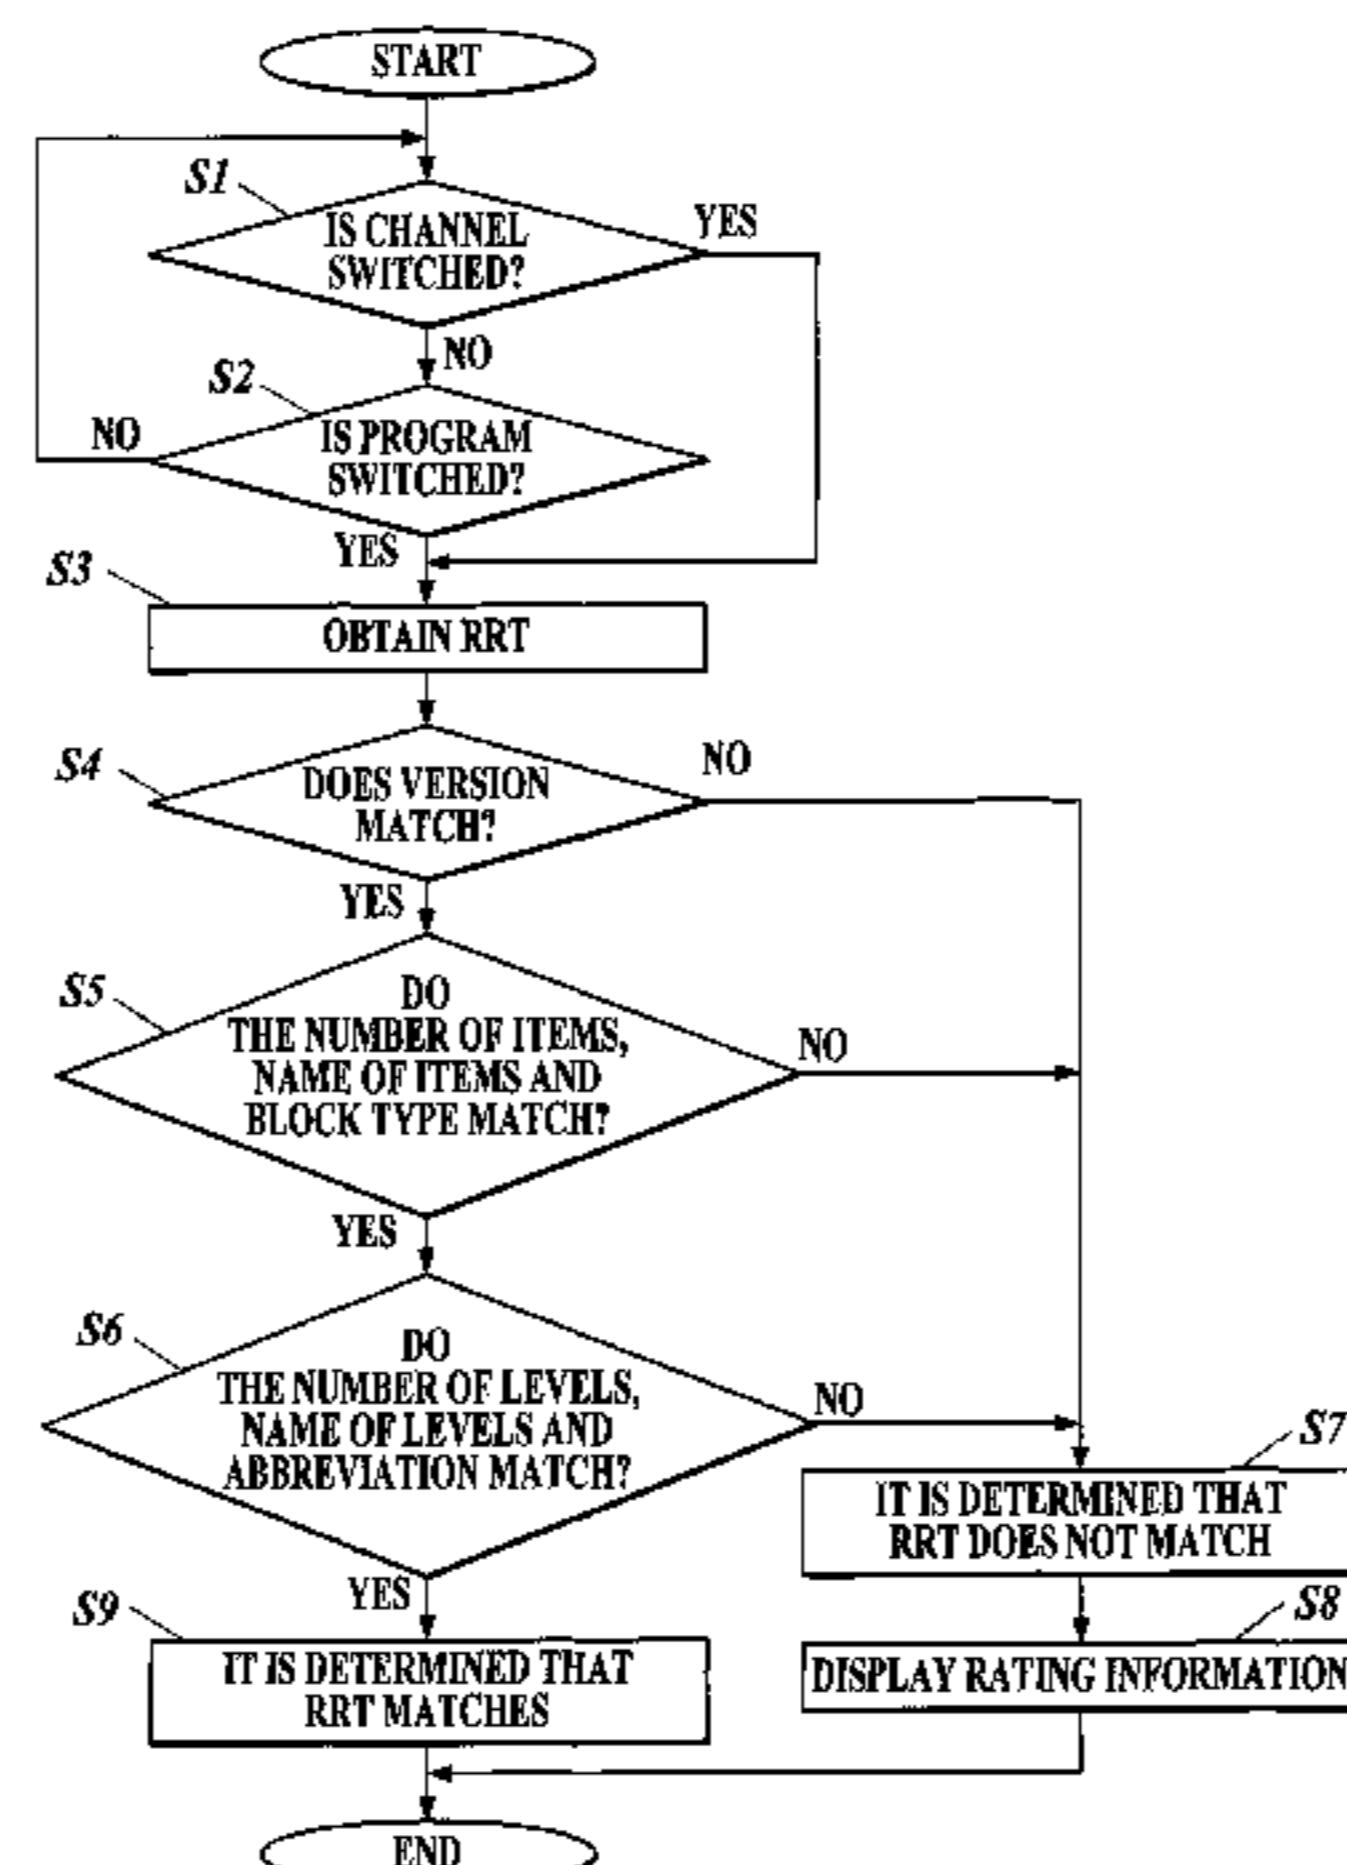 START
S1
IS CHANNEL
SWITCHED?
YES
NO
S2
IS PROGRAM
SWITCHED?
NO
YES
S3
OBTAIN RRT
S4
DOES VERSION
MATCH?
NO
YES
S5
DO
THE NUMBER OF ITEMS,
NAME OF ITEMS AND
BLOCK TYPE MATCH?
NO
YES
S6
DO
THE NUMBER OF LEVELS,
NAME OF LEVELS AND
ABBREVIATION MATCH?
NO
YES
S7
IT IS DETERMINED THAT
RRT DOES NOT MATCH
S8
DISPLAY RATING INFORMATION
S9
IT IS DETERMINED THAT
RRT MATCHES
END